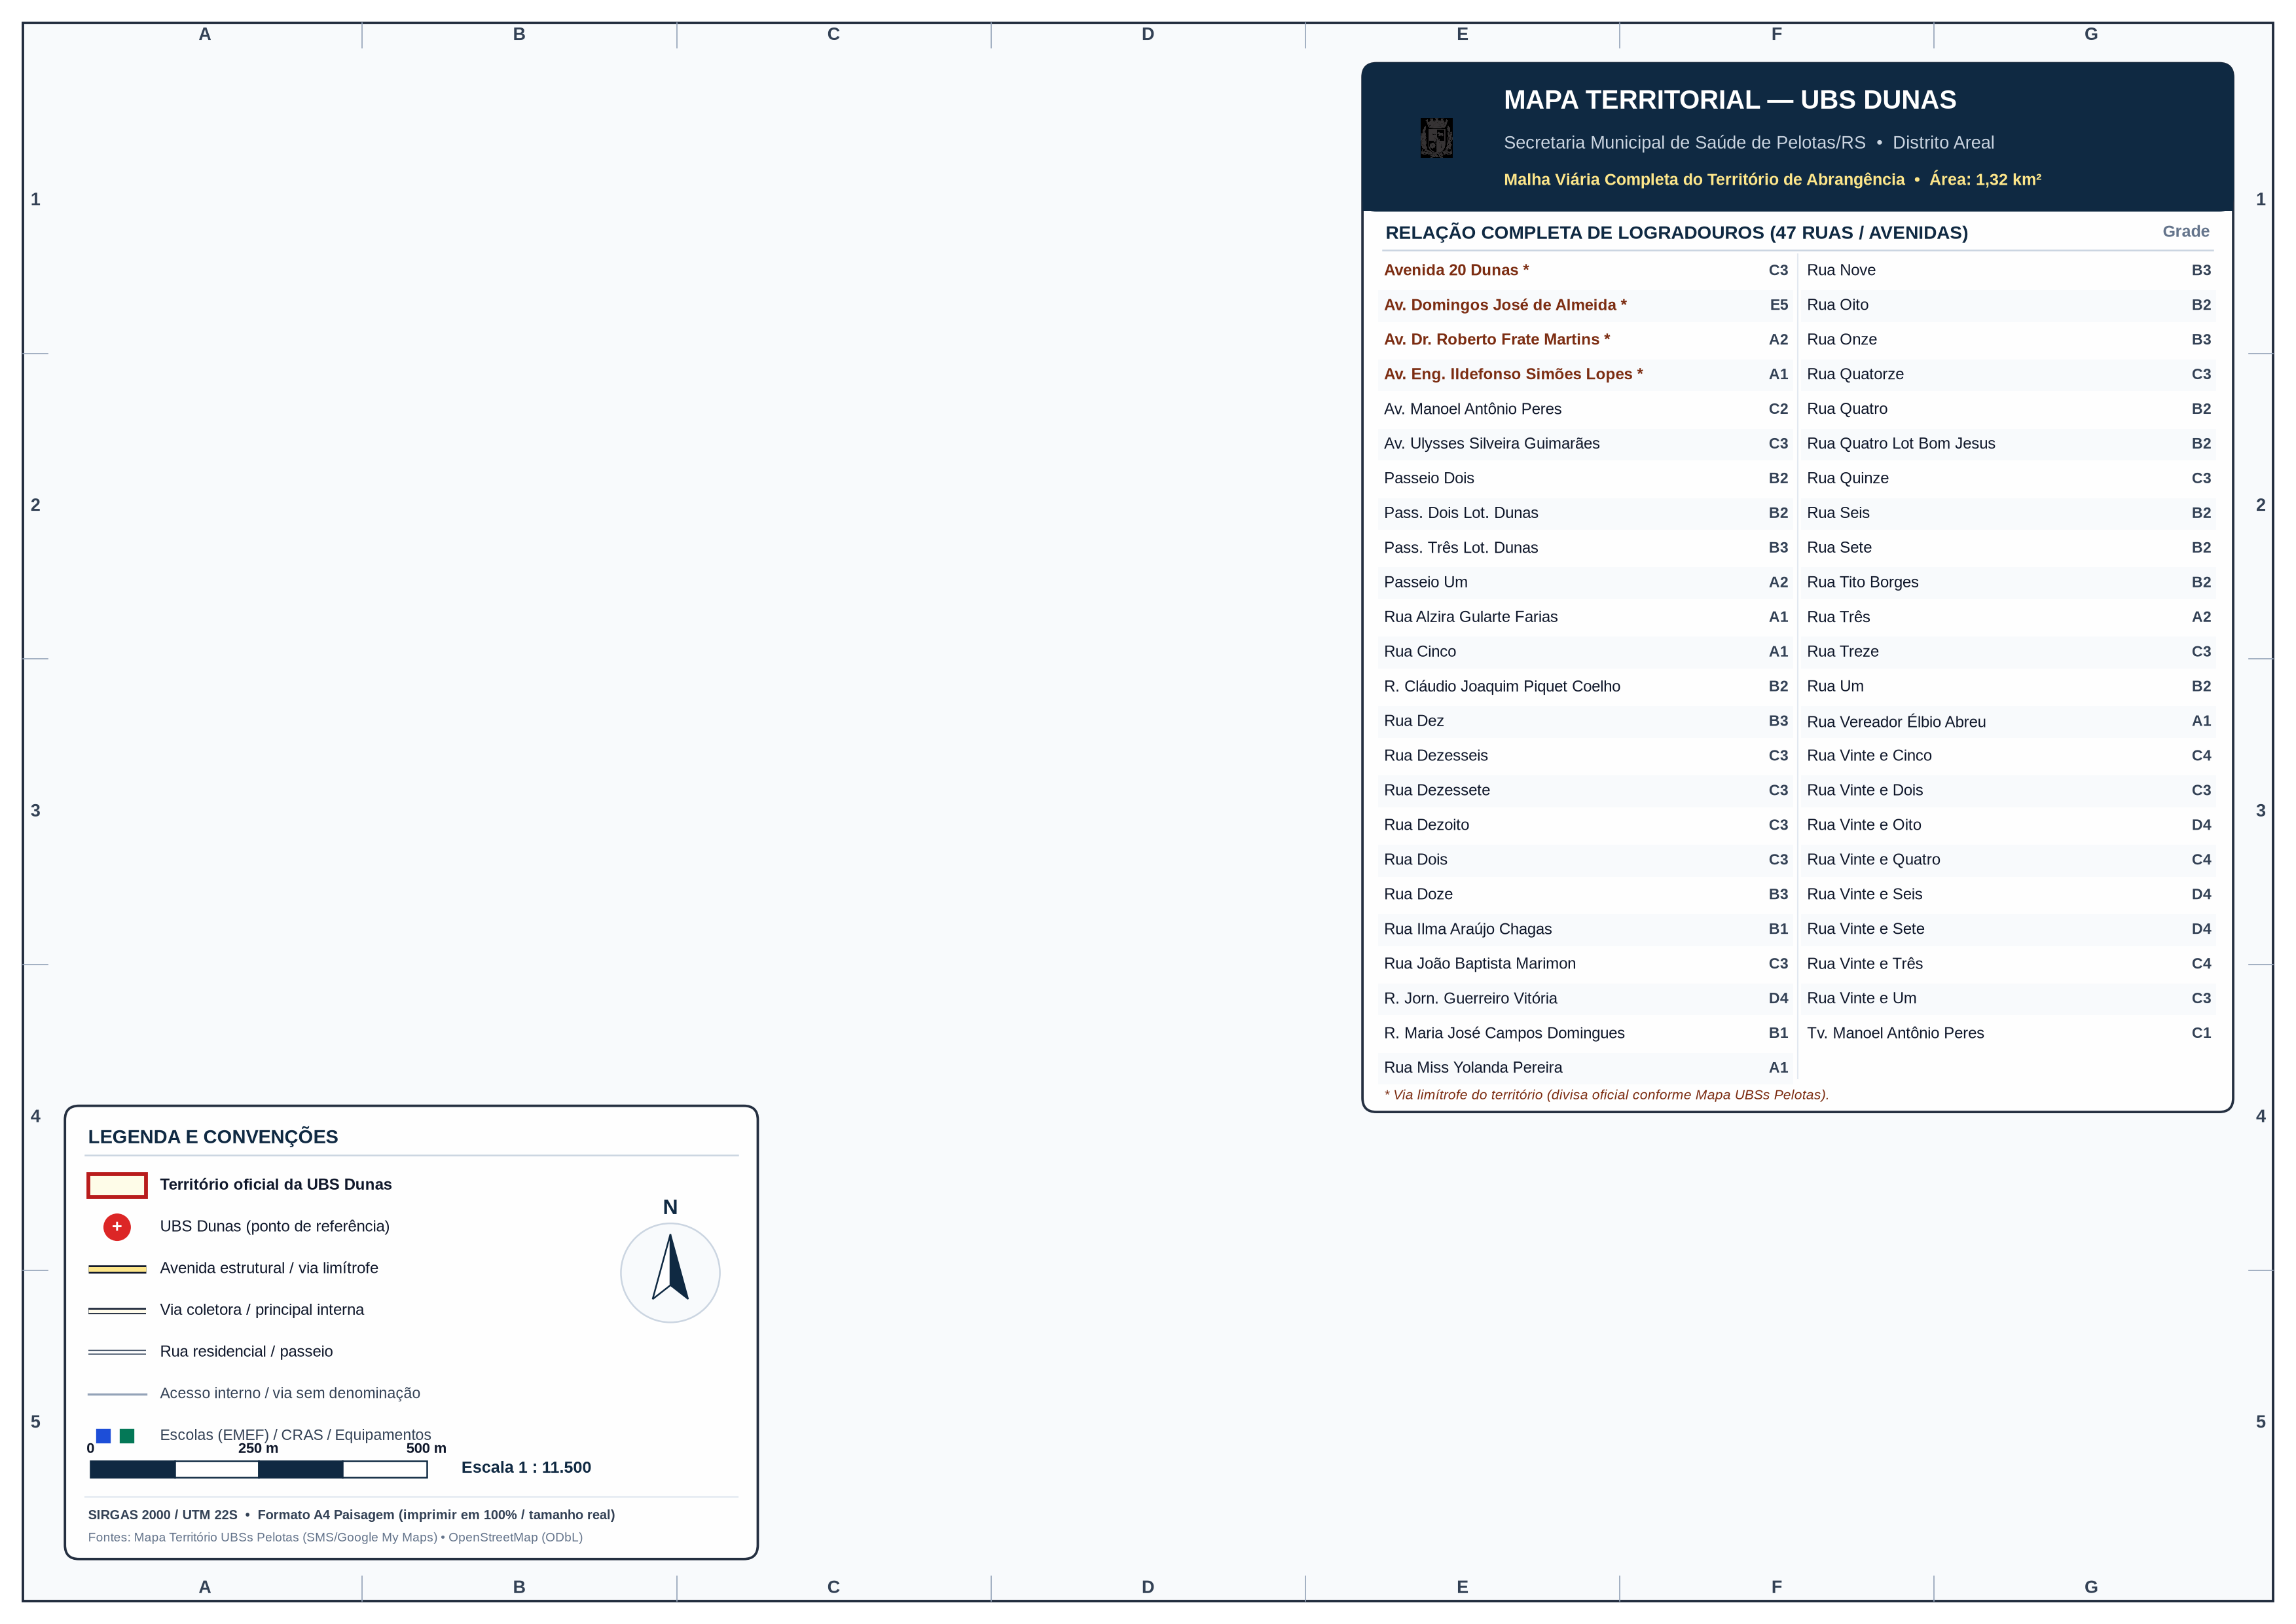 A B C D E F G
MAPA TERRITORIAL — UBS DUNAS
Secretaria Municipal de Saúde de Pelotas/RS • Distrito Areal
Malha Viária Completa do Território de Abrangência • Área: 1,32 km²
1 1
RELAÇÃO COMPLETA DE LOGRADOUROS (47 RUAS / AVENIDAS) Grade
Avenida 20 Dunas * C3 Rua Nove B3
Av. Domingos José de Almeida * E5 Rua Oito B2
Av. Dr. Roberto Frate Martins * A2 Rua Onze B3
Av. Eng. Ildefonso Simões Lopes * A1 Rua Quatorze C3
Av. Manoel Antônio Peres C2 Rua Quatro B2
Av. Ulysses Silveira Guimarães C3 Rua Quatro Lot Bom Jesus B2
Passeio Dois B2 Rua Quinze C3
2 2
Pass. Dois Lot. Dunas B2 Rua Seis B2
Pass. Três Lot. Dunas B3 Rua Sete B2
Passeio Um A2 Rua Tito Borges B2
Rua Alzira Gularte Farias A1 Rua Três A2
Rua Cinco A1 Rua Treze C3
R. Cláudio Joaquim Piquet Coelho B2 Rua Um B2
Rua Dez B3 Rua Vereador Élbio Abreu A1
Rua Dezesseis C3 Rua Vinte e Cinco C4
Rua Dezessete C3 Rua Vinte e Dois C3
3 3
Rua Dezoito C3 Rua Vinte e Oito D4
Rua Dois C3 Rua Vinte e Quatro C4
Rua Doze B3 Rua Vinte e Seis D4
Rua Ilma Araújo Chagas B1 Rua Vinte e Sete D4
Rua João Baptista Marimon C3 Rua Vinte e Três C4
R. Jorn. Guerreiro Vitória D4 Rua Vinte e Um C3
R. Maria José Campos Domingues B1 Tv. Manoel Antônio Peres C1
Rua Miss Yolanda Pereira A1
* Via limítrofe do território (divisa oficial conforme Mapa UBSs Pelotas).
4 4
LEGENDA E CONVENÇÕES
Território oficial da UBS Dunas
N
+ UBS Dunas (ponto de referência)
Avenida estrutural / via limítrofe
Via coletora / principal interna
Rua residencial / passeio
Acesso interno / via sem denominação
5 5
Escolas (EMEF) / CRAS / Equipamentos
0 250 m 500 m
Escala 1 : 11.500
SIRGAS 2000 / UTM 22S • Formato A4 Paisagem (imprimir em 100% / tamanho real)
Fontes: Mapa Território UBSs Pelotas (SMS/Google My Maps) • OpenStreetMap (ODbL)
A B C D E F G